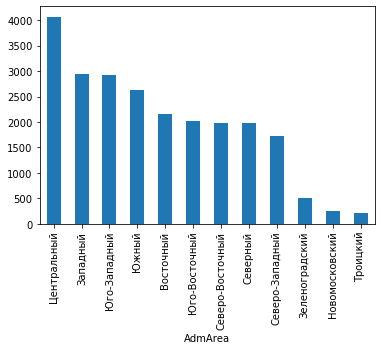 4000
3500
3000
2500
2000
1500
1000
500
0
Центральный
Западный
Юго-Западный
Южный
Восточный
Юго-Восточный
Северо-Восточный
Северный
Северо-Западный
Зеленоградский
Новомосковский
Троицкий
AdmArea